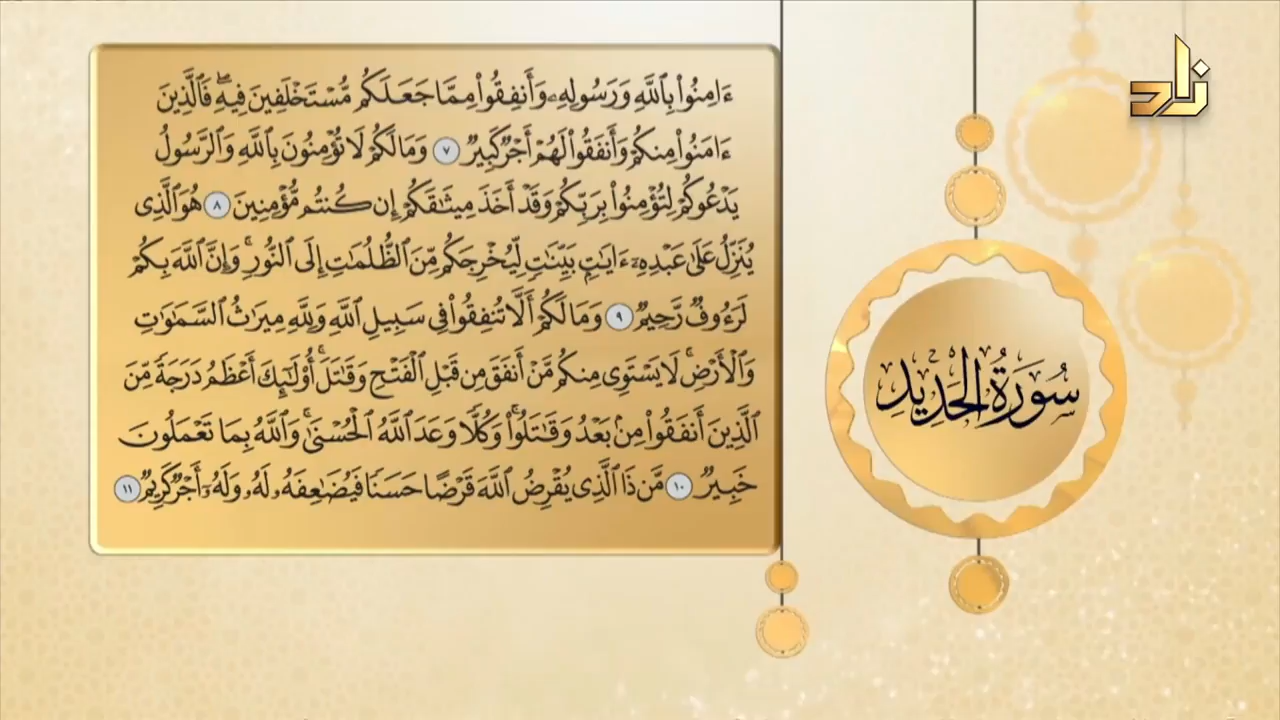 زاد
ءَامِنُوا۟ بِٱللَّهِ وَرَسُولِهِۦ وَأَنفِقُوا۟ مِمَّا جَعَلَكُم مُّسْتَخْلَفِينَ فِيهِ ۖ فَٱلَّذِينَ
ءَامَنُوا۟ مِنكُمْ وَأَنفَقُوا۟ لَهُمْ أَجْرٌ كَبِيرٌ ٧ وَمَا لَكُمْ لَا تُؤْمِنُونَ بِٱللَّهِ وَٱلرَّسُولُ
يَدْعُوكُمْ لِتُؤْمِنُوا۟ بِرَبِّكُمْ وَقَدْ أَخَذَ مِيثَٰقَكُمْ إِن كُنتُم مُّؤْمِنِينَ ٨ هُوَ ٱلَّذِى
يُنَزِّلُ عَلَىٰ عَبْدِهِۦٓ ءَايَٰتٍۭ بَيِّنَٰتٍ لِّيُخْرِجَكُم مِّنَ ٱلظُّلُمَٰتِ إِلَى ٱلنُّورِ ۚ وَإِنَّ ٱللَّهَ بِكُمْ
لَرَءُوفٌ رَّحِيمٌ ٩ وَمَا لَكُمْ أَلَّا تُنفِقُوا۟ فِى سَبِيلِ ٱللَّهِ وَلِلَّهِ مِيرَٰثُ ٱلسَّمَٰوَٰتِ
وَٱلْأَرْضِ ۚ لَا يَسْتَوِى مِنكُم مَّنْ أَنفَقَ مِن قَبْلِ ٱلْفَتْحِ وَقَٰتَلَ ۚ أُو۟لَٰٓئِكَ أَعْظَمُ دَرَجَةً مِّنَ
ٱلَّذِينَ أَنفَقُوا۟ مِنۢ بَعْدُ وَقَٰتَلُوا۟ ۚ وَكُلًّا وَعَدَ ٱللَّهُ ٱلْحُسْنَىٰ ۚ وَٱللَّهُ بِمَا تَعْمَلُونَ
خَبِيرٌ ١٠ مَّن ذَا ٱلَّذِى يُقْرِضُ ٱللَّهَ قَرْضًا حَسَنًا فَيُضَٰعِفَهُۥ لَهُۥ وَلَهُۥٓ أَجْرٌ كَرِيمٌ ١١
سُورَةُ الحَدِيدِ